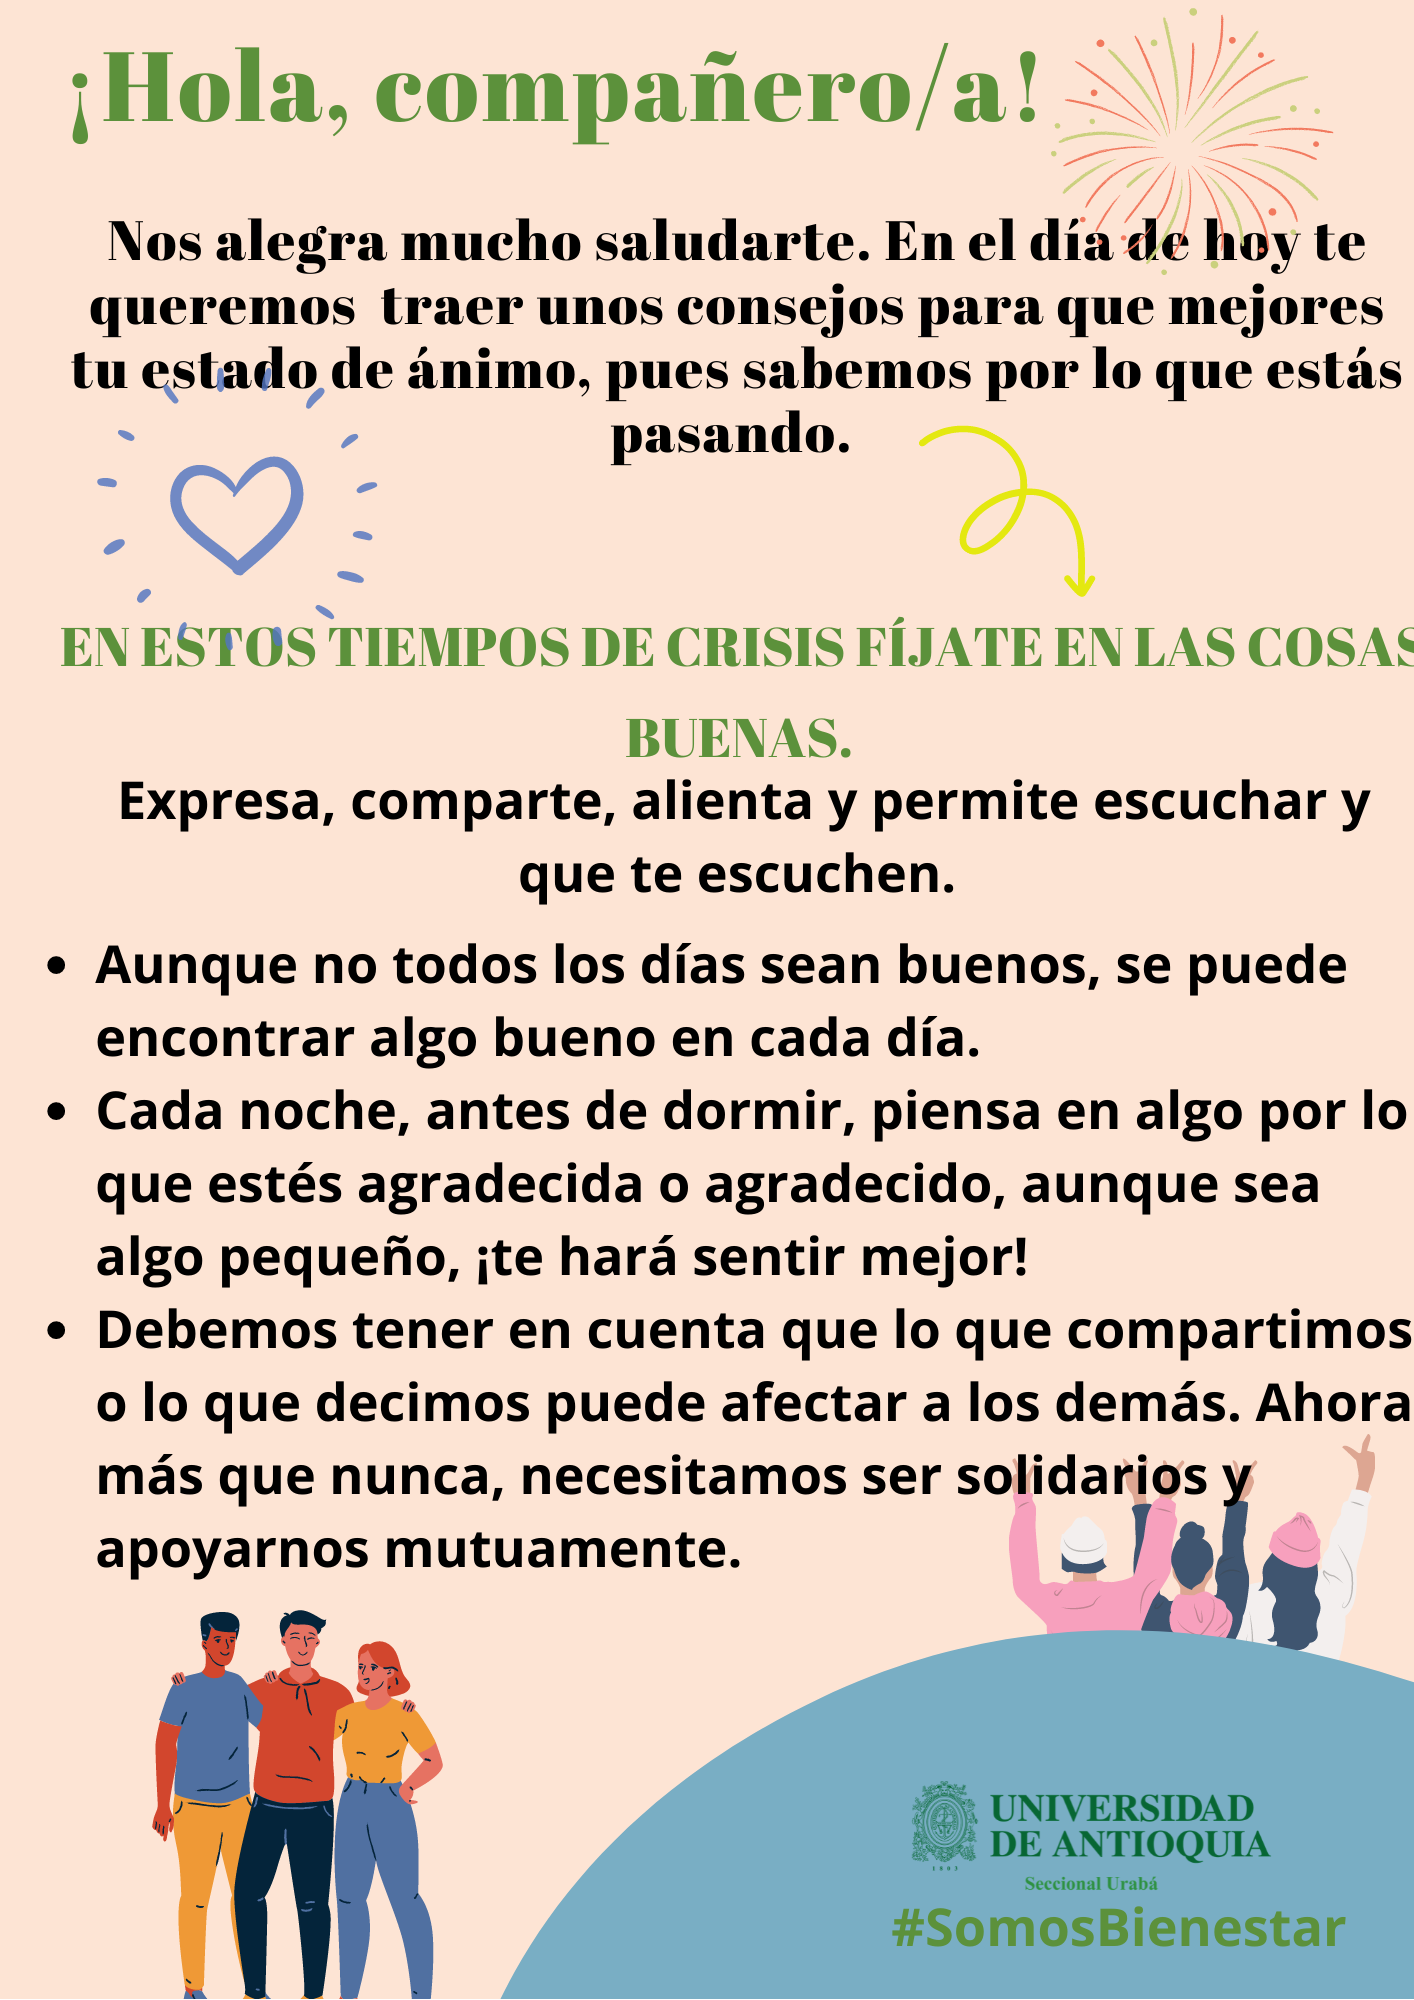 ¡Hola, compañero/a!
Nos alegra mucho saludarte. En el día de hoy te
queremos traer unos consejos para que mejores
tu estado de ánimo, pues sabemos por lo que estás
pasando.
EN ESTOS TIEMPOS DE CRISIS FÍJATE EN LAS COSAS
BUENAS.
Expresa, comparte, alienta y permite escuchar y
que te escuchen.
• Aunque no todos los días sean buenos, se puede
encontrar algo bueno en cada día.
• Cada noche, antes de dormir, piensa en algo por lo
que estés agradecida o agradecido, aunque sea
algo pequeño, ¡te hará sentir mejor!
• Debemos tener en cuenta que lo que compartimos
o lo que decimos puede afectar a los demás. Ahora
más que nunca, necesitamos ser solidarios y
apoyarnos mutuamente.
UNIVERSIDAD
DE ANTIOQUIA
1803
Seccional Urabá
#SomosBienestar